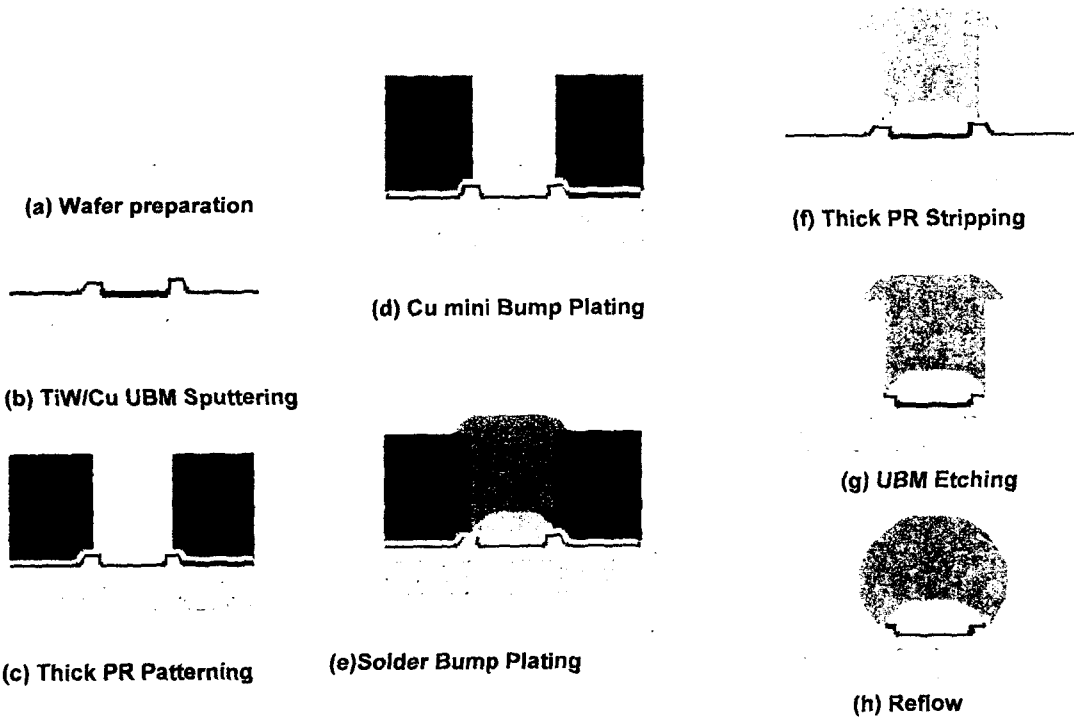 (a) Wafer preparation
(b) TiW/Cu UBM Sputtering
(c) Thick PR Patterning
(d) Cu mini Bump Plating
(e)Solder Bump Plating
(f) Thick PR Stripping
(g) UBM Etching
(h) Reflow